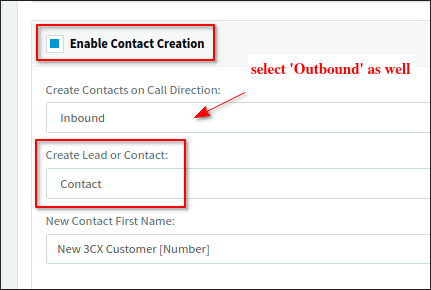 Enable Contact Creation
select 'Outbound' as well
Create Contacts on Call Direction:
Inbound
Create Lead or Contact:
Contact
New Contact First Name:
New 3CX Customer [Number]